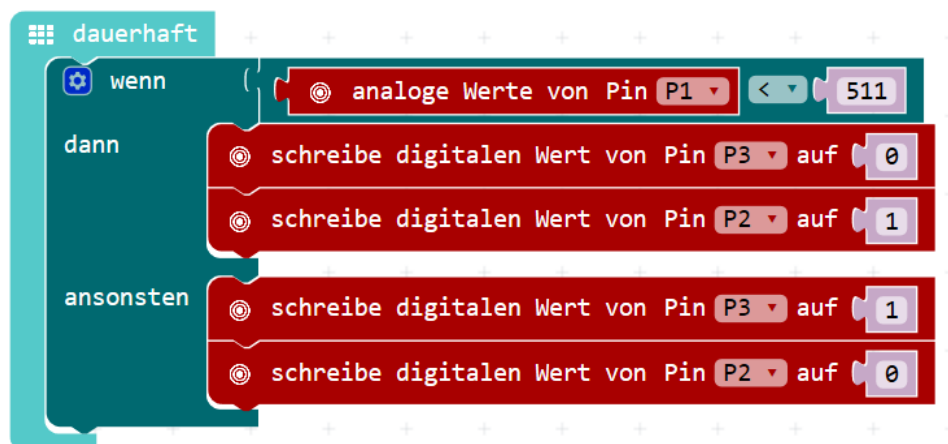 dauerhaft
wenn analoge Werte von Pin P1 < 511
dann schreibe digitalen Wert von Pin P3 auf 0
schreibe digitalen Wert von Pin P2 auf 1
ansonsten schreibe digitalen Wert von Pin P3 auf 1
schreibe digitalen Wert von Pin P2 auf 0